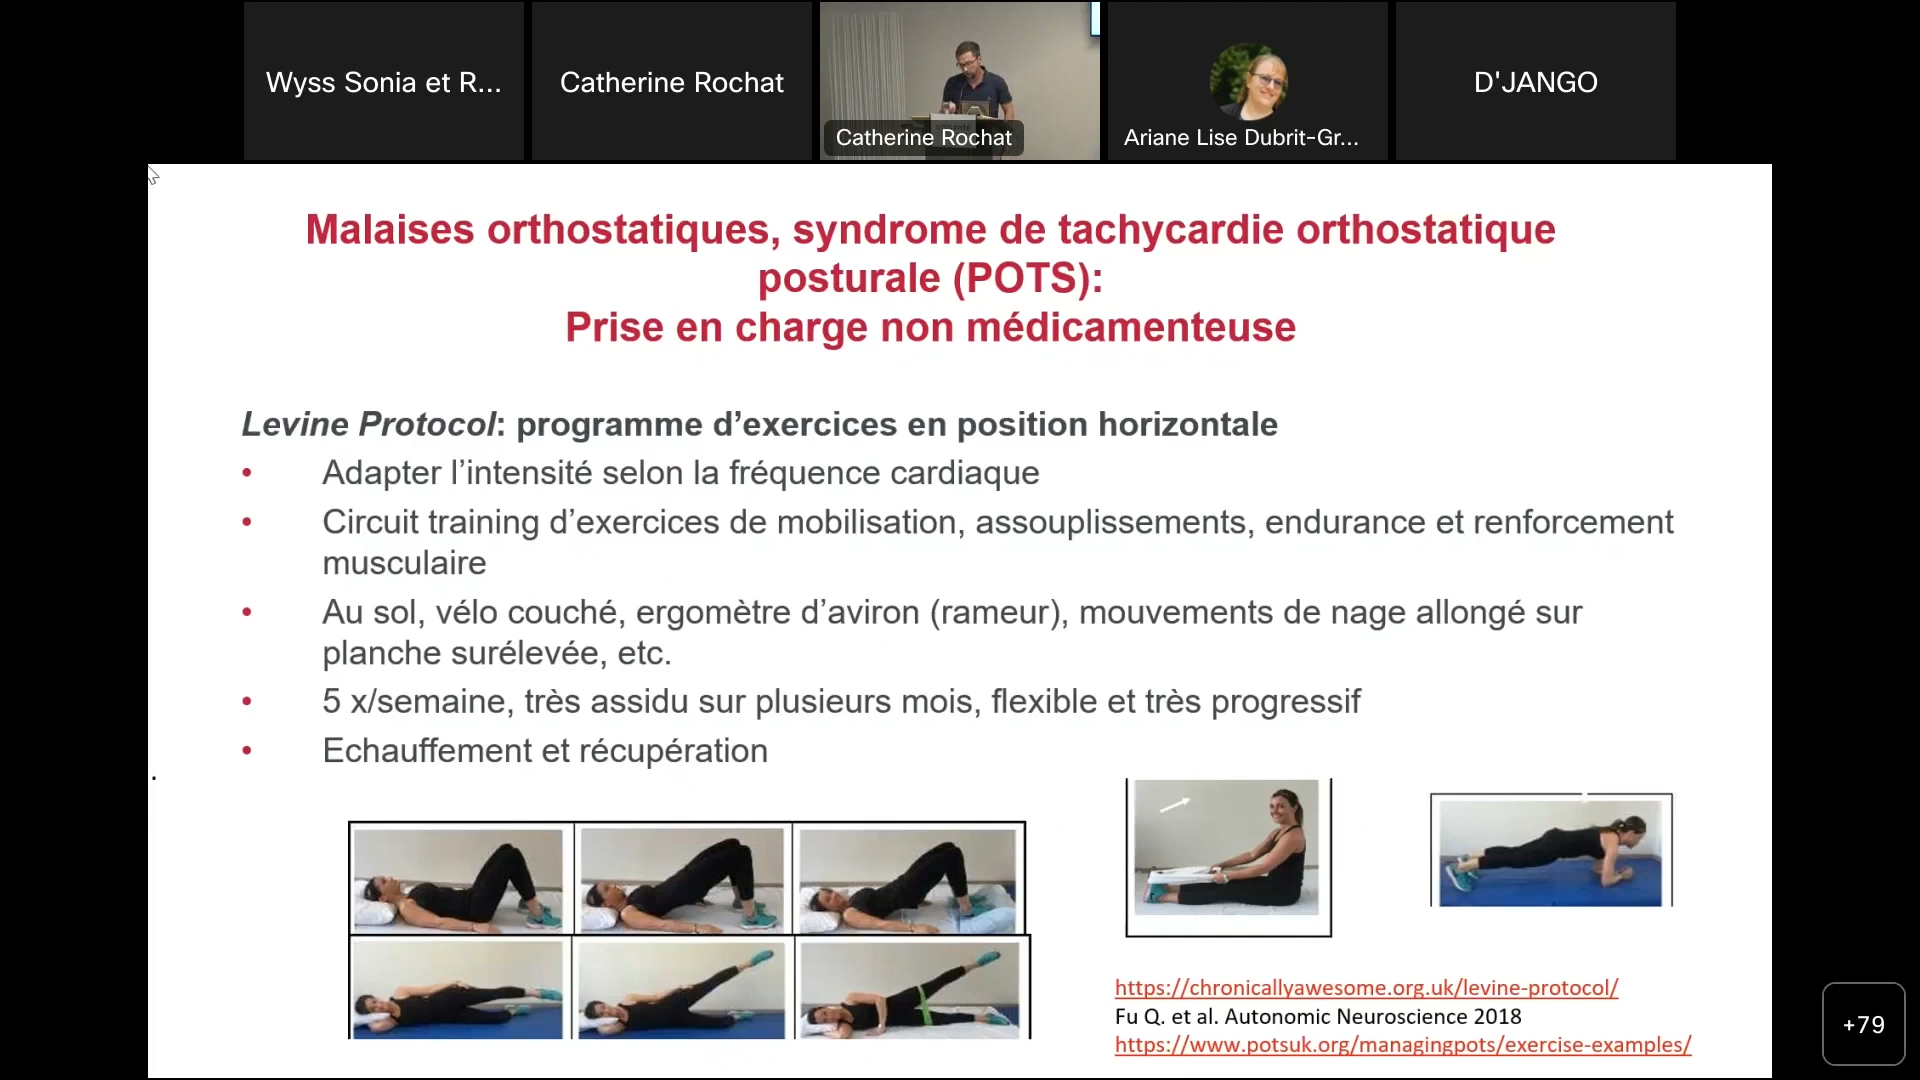 Wyss Sonia et R...
Catherine Rochat
Catherine Rochat
Ariane Lise Dubrit-Gr...
D'JANGO
Malaises orthostatiques, syndrome de tachycardie orthostatique
posturale (POTS):
Prise en charge non médicamenteuse
Levine Protocol: programme d’exercices en position horizontale
• Adapter l’intensité selon la fréquence cardiaque
• Circuit training d’exercices de mobilisation, assouplissements, endurance et renforcement
musculaire
• Au sol, vélo couché, ergomètre d’aviron (rameur), mouvements de nage allongé sur
planche surélevée, etc.
• 5 x/semaine, très assidu sur plusieurs mois, flexible et très progressif
• Echauffement et récupération
.
https://chronicallyawesome.org.uk/levine-protocol/
Fu Q. et al. Autonomic Neuroscience 2018
https://www.potsuk.org/managingpots/exercise-examples/
+79